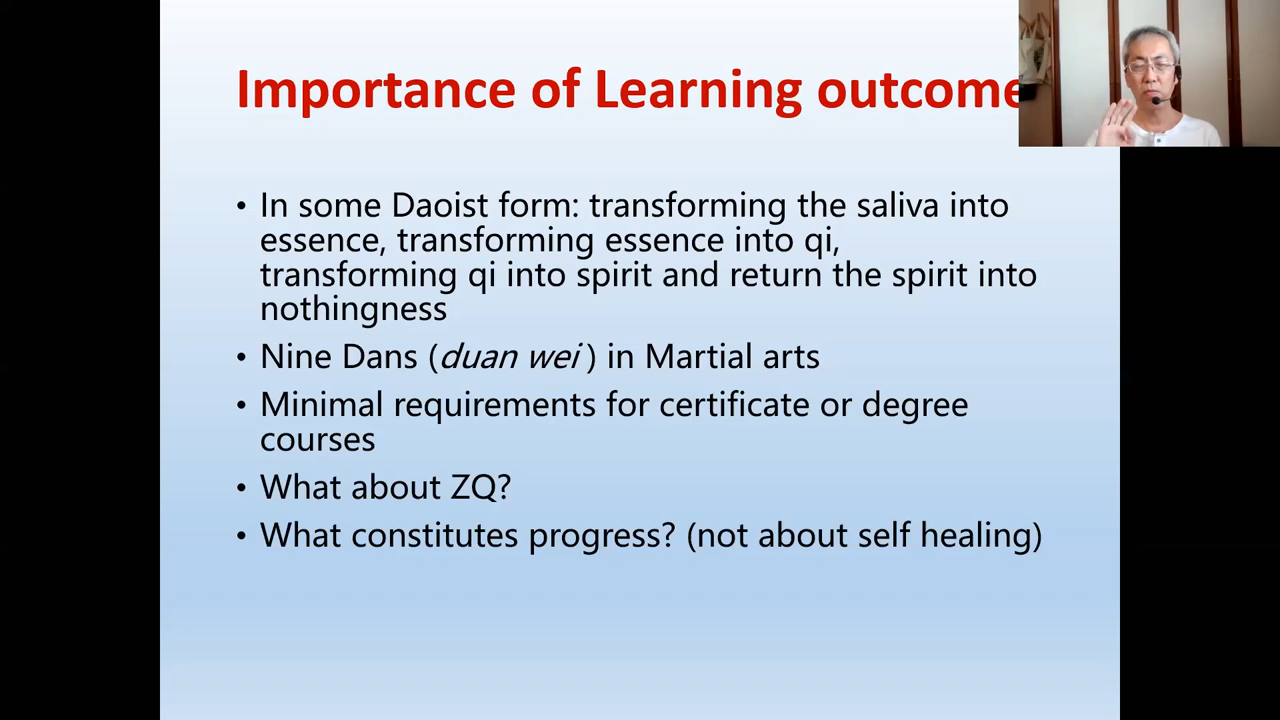 Importance of Learning outcome
• In some Daoist form: transforming the saliva into
essence, transforming essence into qi,
transforming qi into spirit and return the spirit into
nothingness
• Nine Dans (duan wei ) in Martial arts
• Minimal requirements for certificate or degree
courses
• What about ZQ?
• What constitutes progress? (not about self healing)